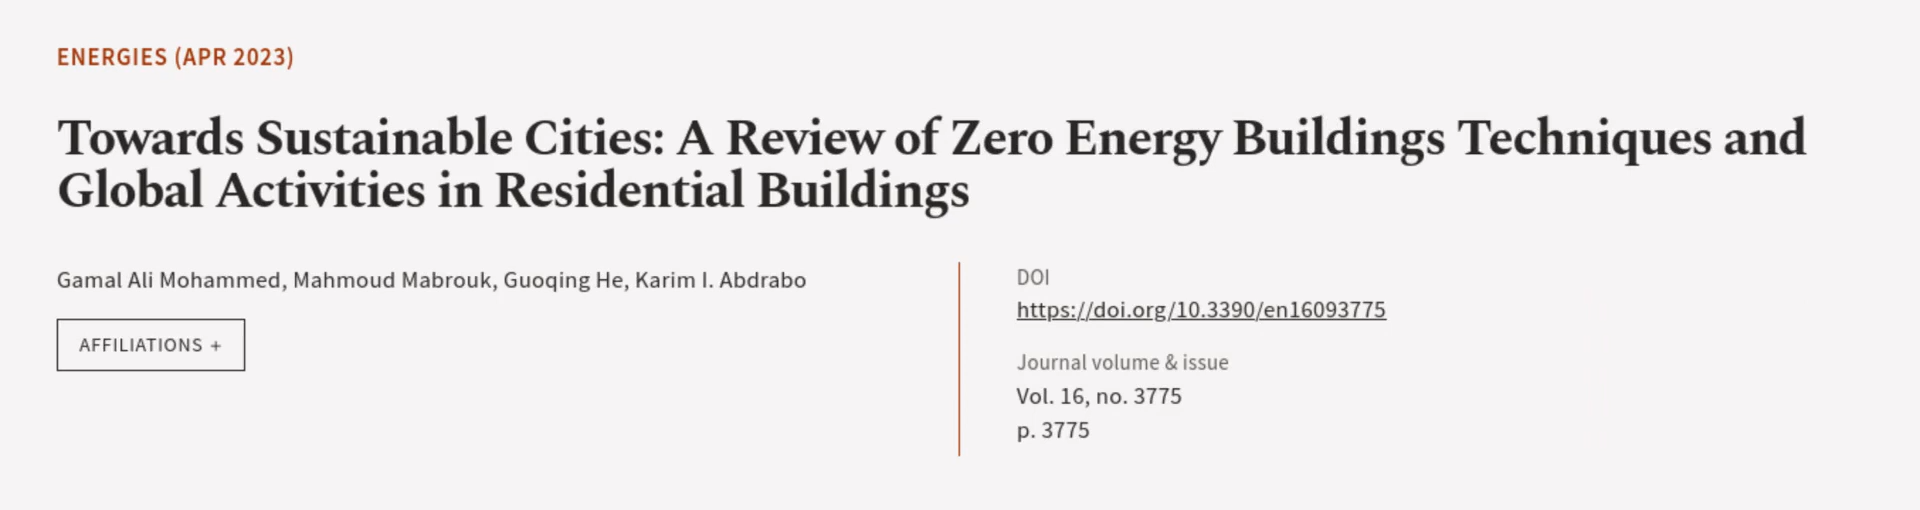 ENERGIES (APR 2023)
Towards Sustainable Cities: A Review of Zero Energy Buildings Techniques and
Global Activities in Residential Buildings
Gamal Ali Mohammed, Mahmoud Mabrouk, Guoqing He, Karim I. Abdrabo
AFFILIATIONS +
DOI
https://doi.org/10.3390/en16093775
Journal volume & issue
Vol. 16, no. 3775
p. 3775